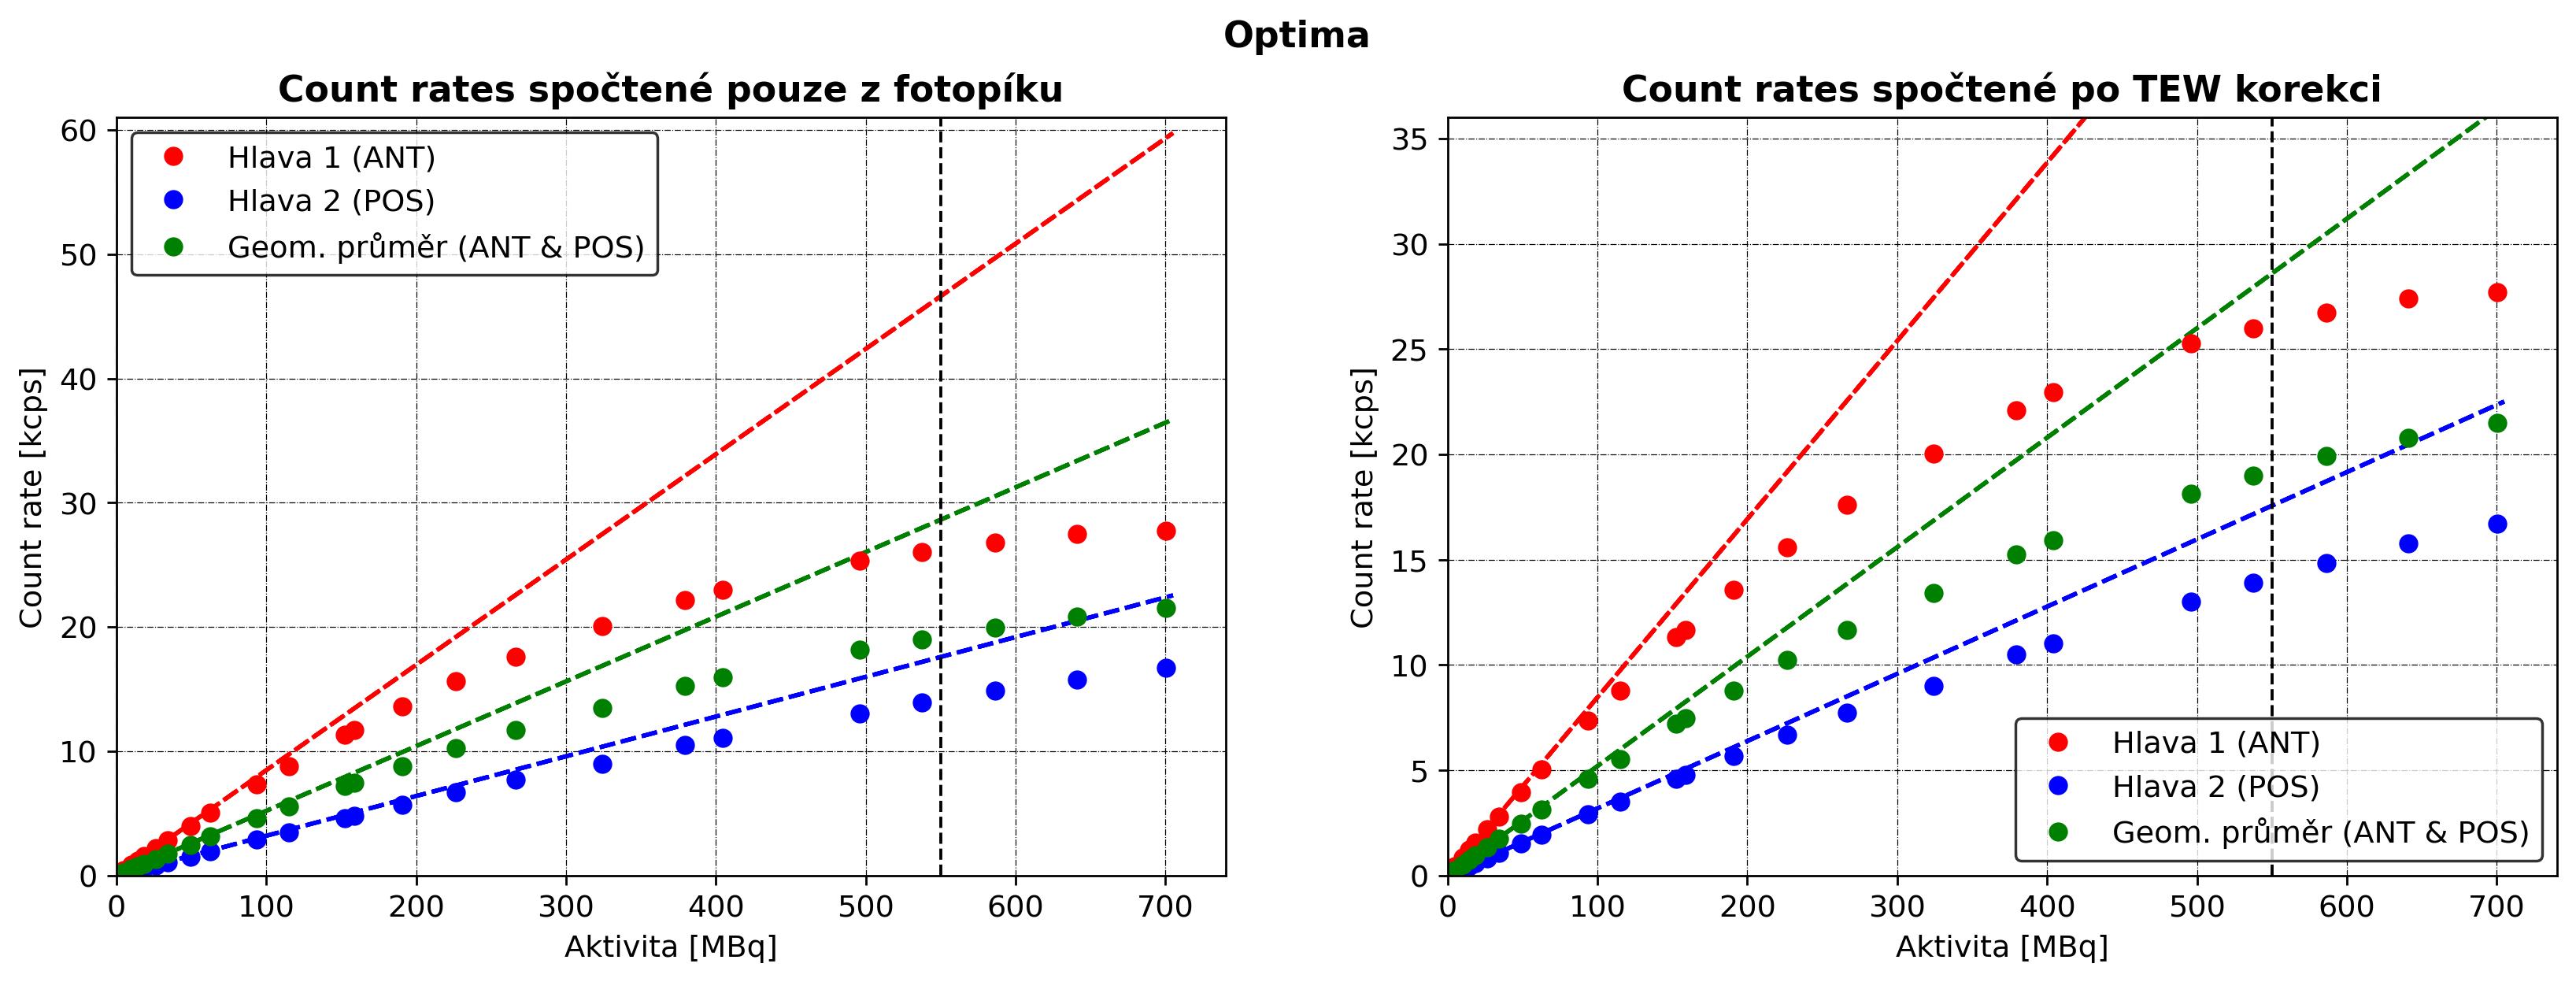 Optima
Count rates spočtené pouze z fotopíku
60
50
40
30
20
10
0
Count rate [kcps]
Hlava 1 (ANT)
Hlava 2 (POS)
Geom. průměr (ANT & POS)
0 100 200 300 400 500 600 700
Aktivita [MBq]
Count rates spočtené po TEW korekci
35
30
25
20
15
10
5
0
Count rate [kcps]
Hlava 1 (ANT)
Hlava 2 (POS)
Geom. průměr (ANT & POS)
0 100 200 300 400 500 600 700
Aktivita [MBq]